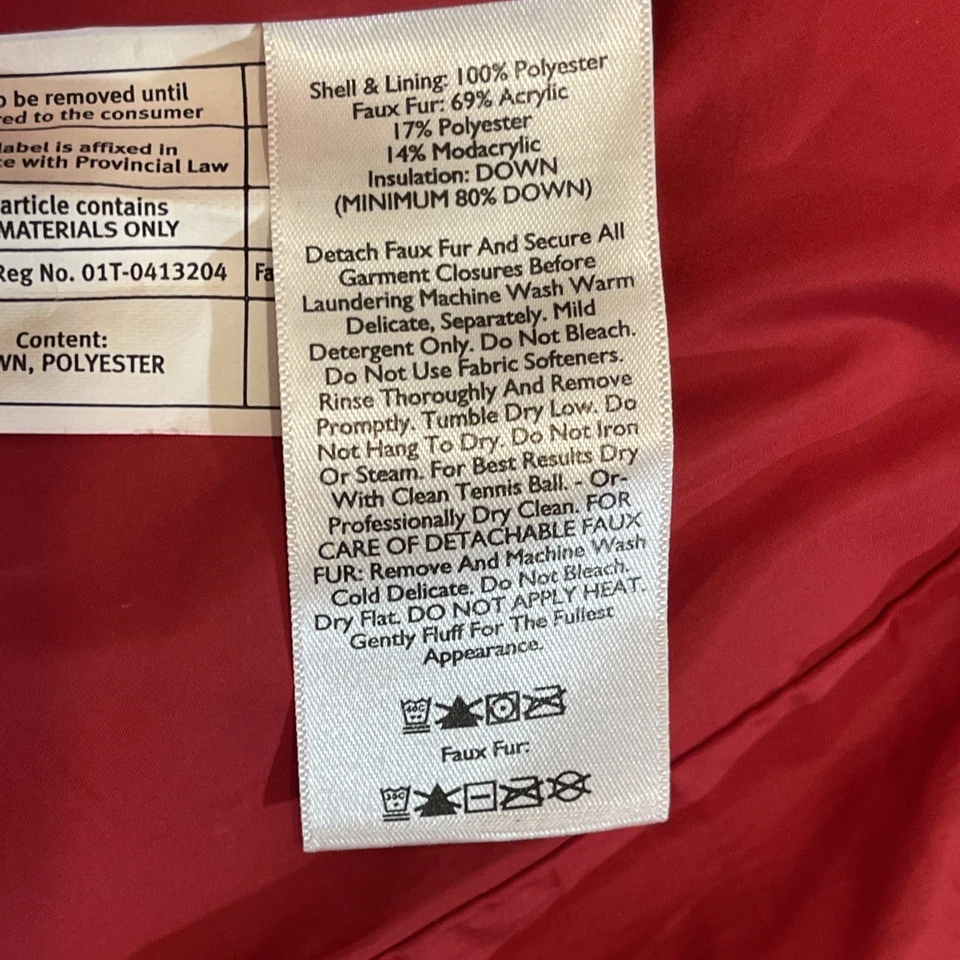 be removed until
ed to the consumer
label is affixed in
e with Provincial Law
article contains
MATERIALS ONLY
Reg No. 01T-0413204
Fa
Content:
WN, POLYESTER
Shell & Lining: 100% Polyester
Faux Fur: 69% Acrylic
17% Polyester
14% Modacrylic
Insulation: DOWN
(MINIMUM 80% DOWN)
Detach Faux Fur And Secure All
Garment Closures Before
Laundering Machine Wash Warm
Delicate, Separately. Mild
Detergent Only. Do Not Bleach.
Do Not Use Fabric Softeners.
Rinse Thoroughly And Remove
Promptly. Tumble Dry Low. Do
Not Hang To Dry. Do Not Iron
Or Steam. For Best Results Dry
With Clean Tennis Ball. - Or-
Professionally Dry Clean. FOR
CARE OF DETACHABLE FAUX
FUR: Remove And Machine Wash
Cold Delicate. Do Not Bleach.
Dry Flat. DO NOT APPLY HEAT.
Gently Fluff For The Fullest
Appearance.
40C
Faux Fur:
30C